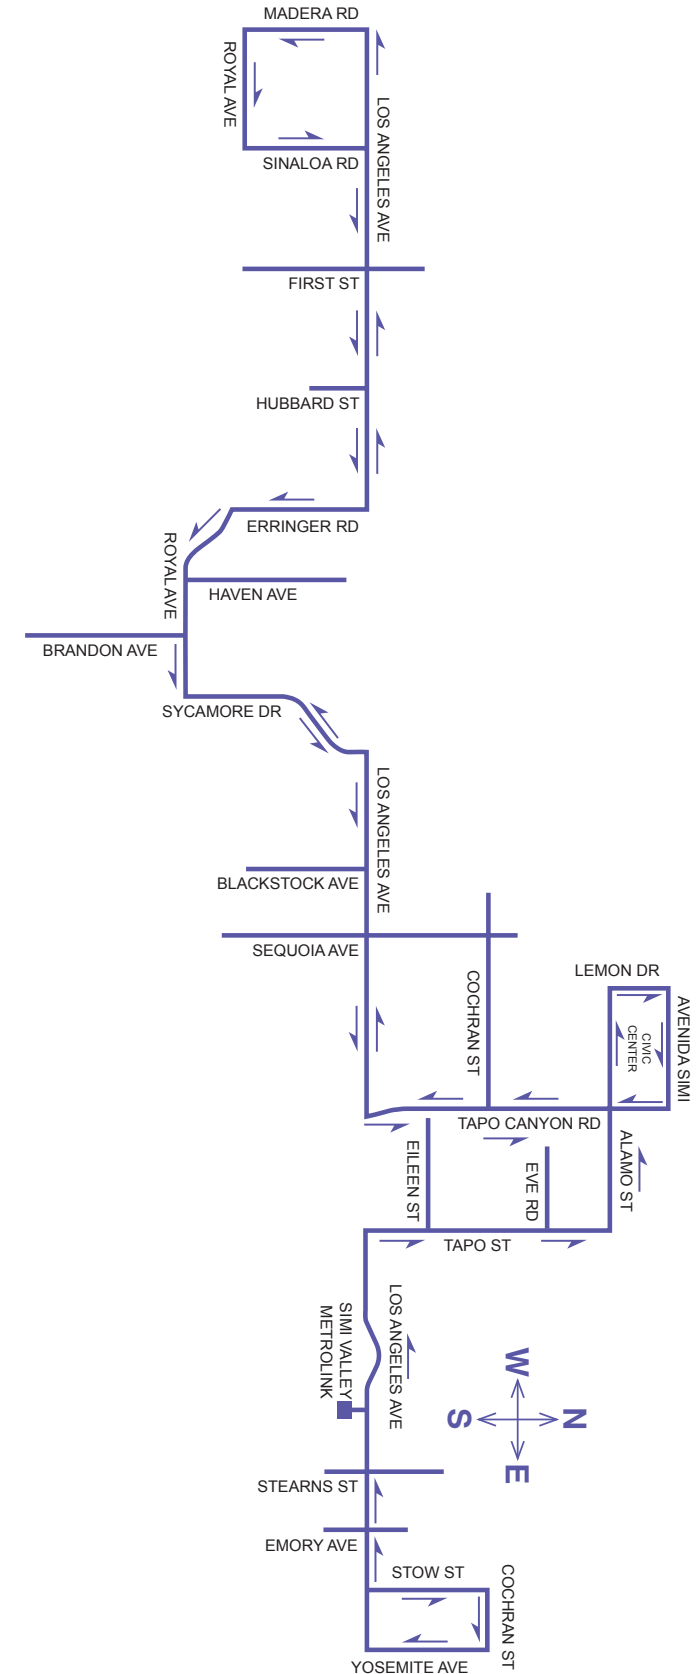 MADERA RD
ROYAL AVE
LOS ANGELES AVE
SINALOA RD
FIRST ST
HUBBARD ST
ERRINGER RD
ROYAL AVE
HAVEN AVE
BRANDON AVE
SYCAMORE DR
LOS ANGELES AVE
BLACKSTOCK AVE
SEQUOIA AVE
COCHRAN ST
LEMON DR
AVENIDA SIMI
CIVIC
CENTER
TAPO CANYON RD
EILEEN ST
EVE RD
ALAMO ST
TAPO ST
LOS ANGELES AVE
SIMI VALLEY
METROLINK
W
N
S
E
STEARNS ST
EMORY AVE
STOW ST
COCHRAN ST
YOSEMITE AVE